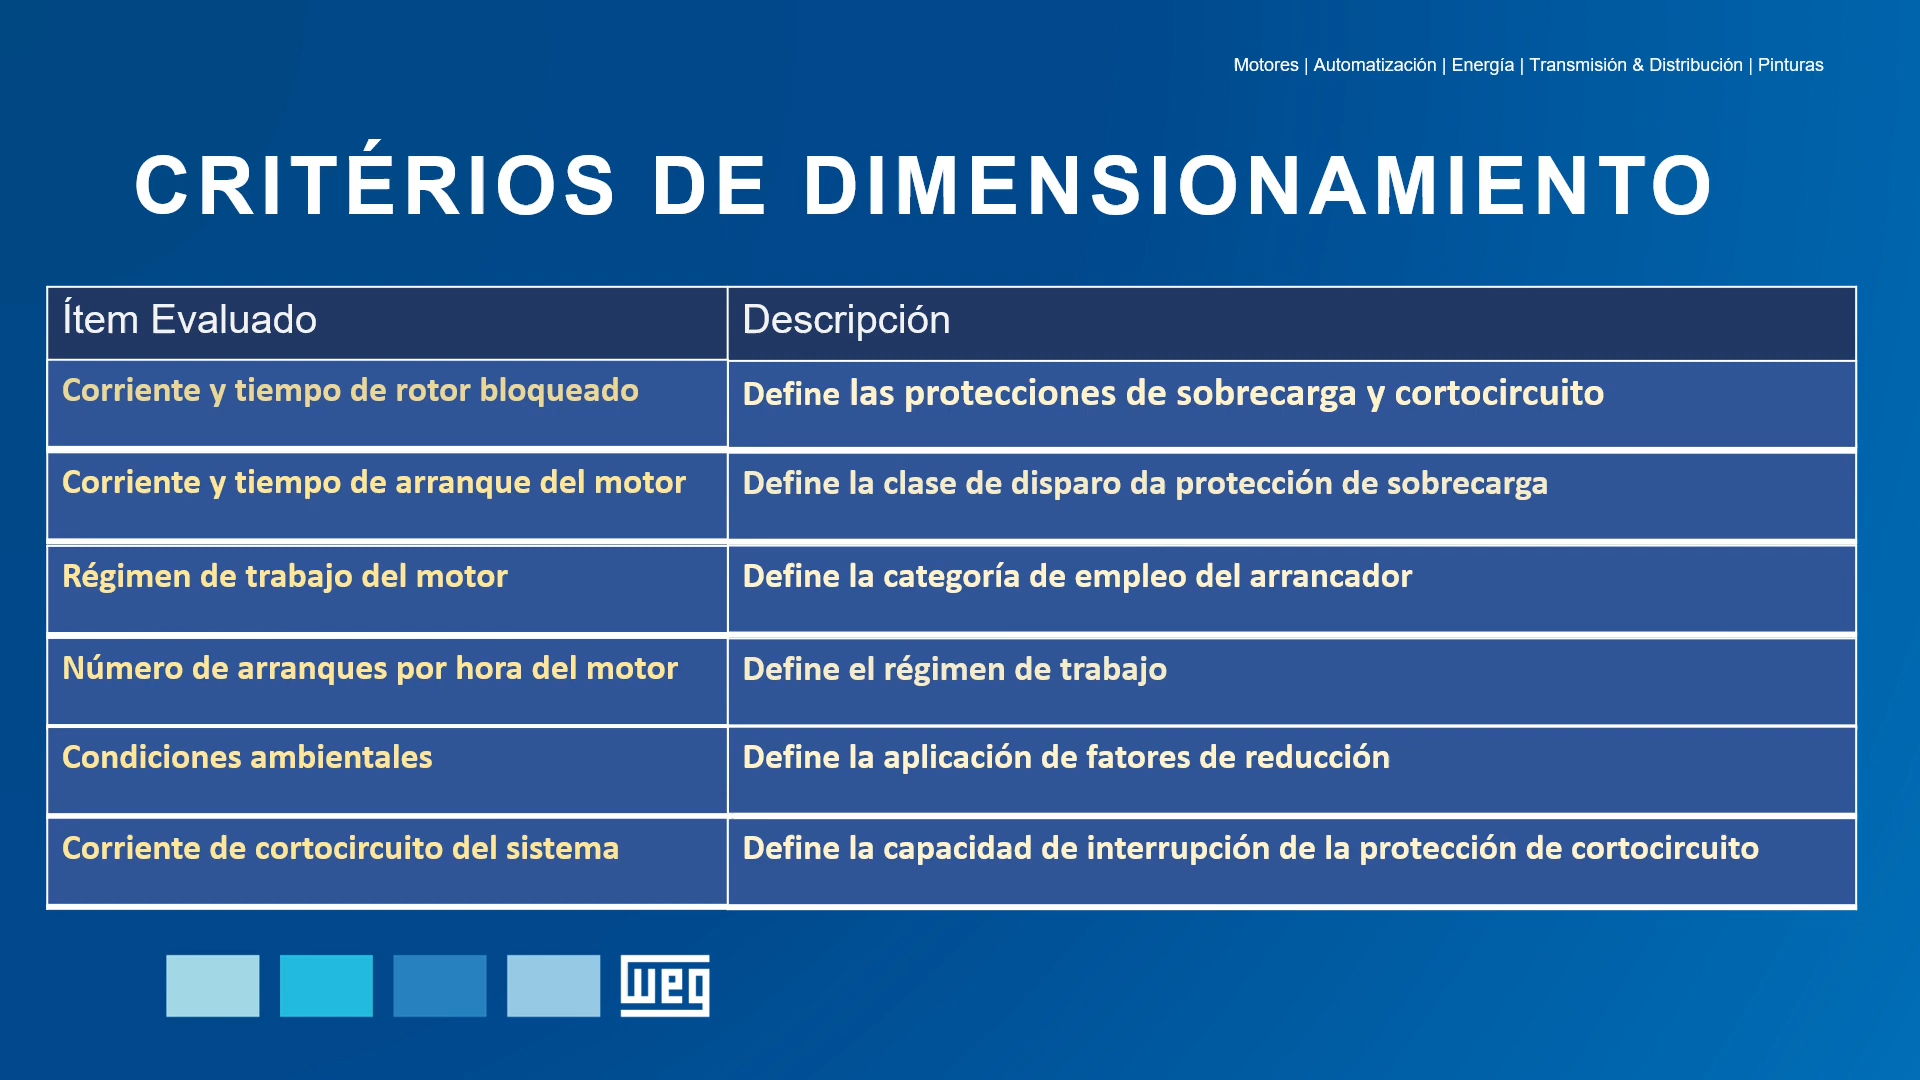 Motores | Automatización | Energía | Transmisión & Distribución | Pinturas
CRITÉRIOS DE DIMENSIONAMIENTO
Ítem Evaluado
Descripción
Corriente y tiempo de rotor bloqueado
Define las protecciones de sobrecarga y cortocircuito
Corriente y tiempo de arranque del motor
Define la clase de disparo da protección de sobrecarga
Régimen de trabajo del motor
Define la categoría de empleo del arrancador
Número de arranques por hora del motor
Define el régimen de trabajo
Condiciones ambientales
Define la aplicación de fatores de reducción
Corriente de cortocircuito del sistema
Define la capacidad de interrupción de la protección de cortocircuito
weg